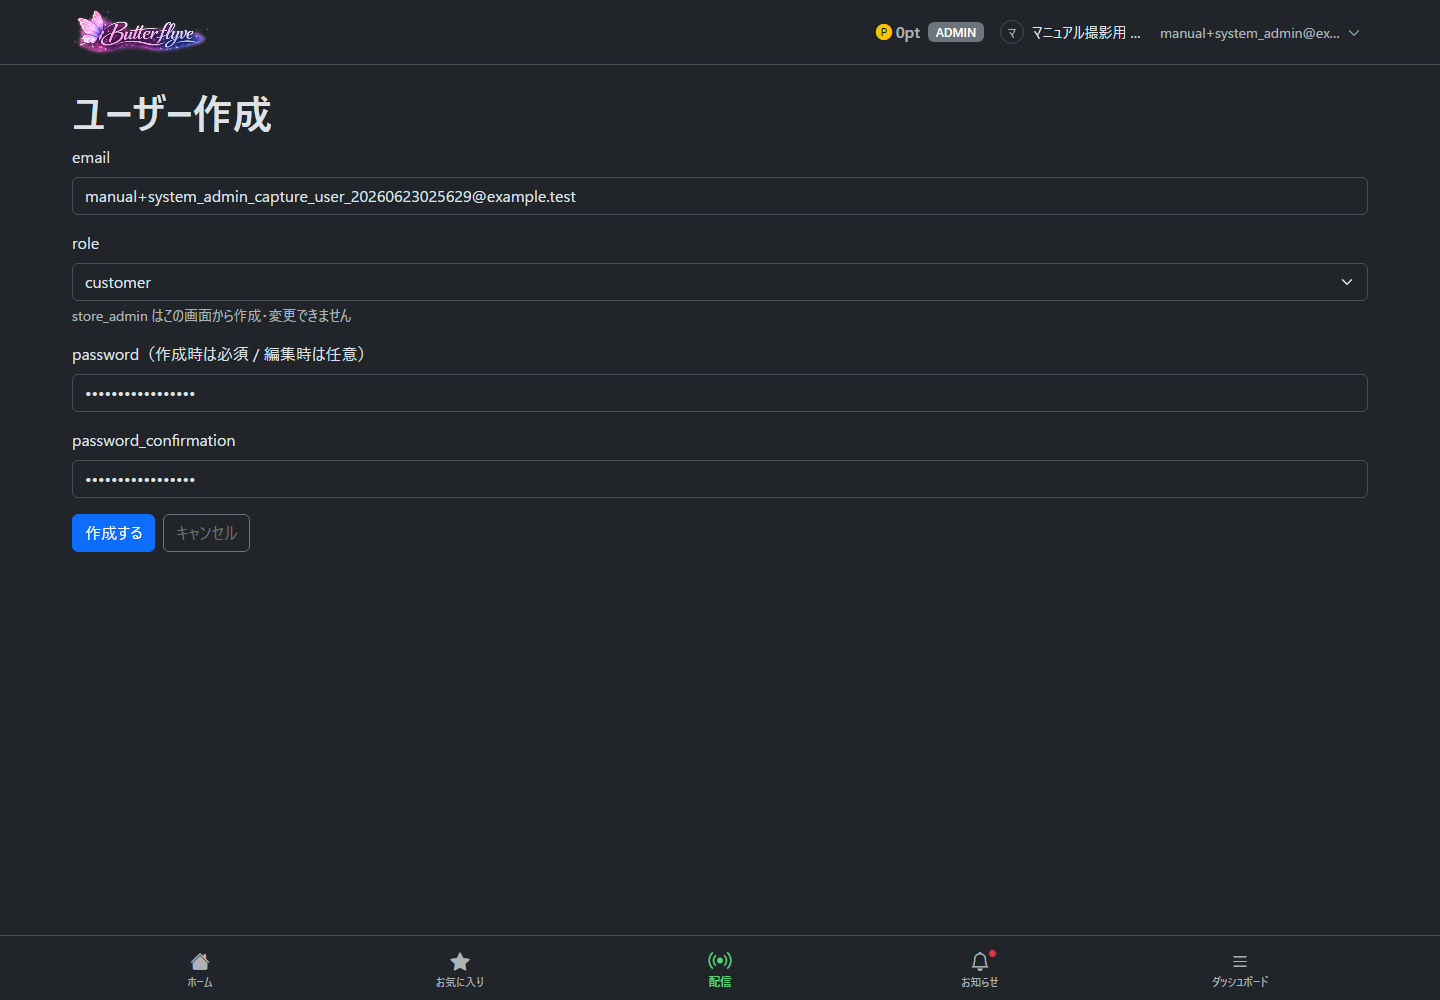 Butterflyve
P 0pt ADMIN マ マニュアル撮影用 ... manual+system_admin@ex...
ユーザー作成
email
manual+system_admin_capture_user_20260623025629@example.test
role
customer
store_admin はこの画面から作成・変更できません
password（作成時は必須 / 編集時は任意）
•••••••••••••••••
password_confirmation
•••••••••••••••••
作成する キャンセル
ホーム お気に入り 配信 お知らせ ダッシュボード